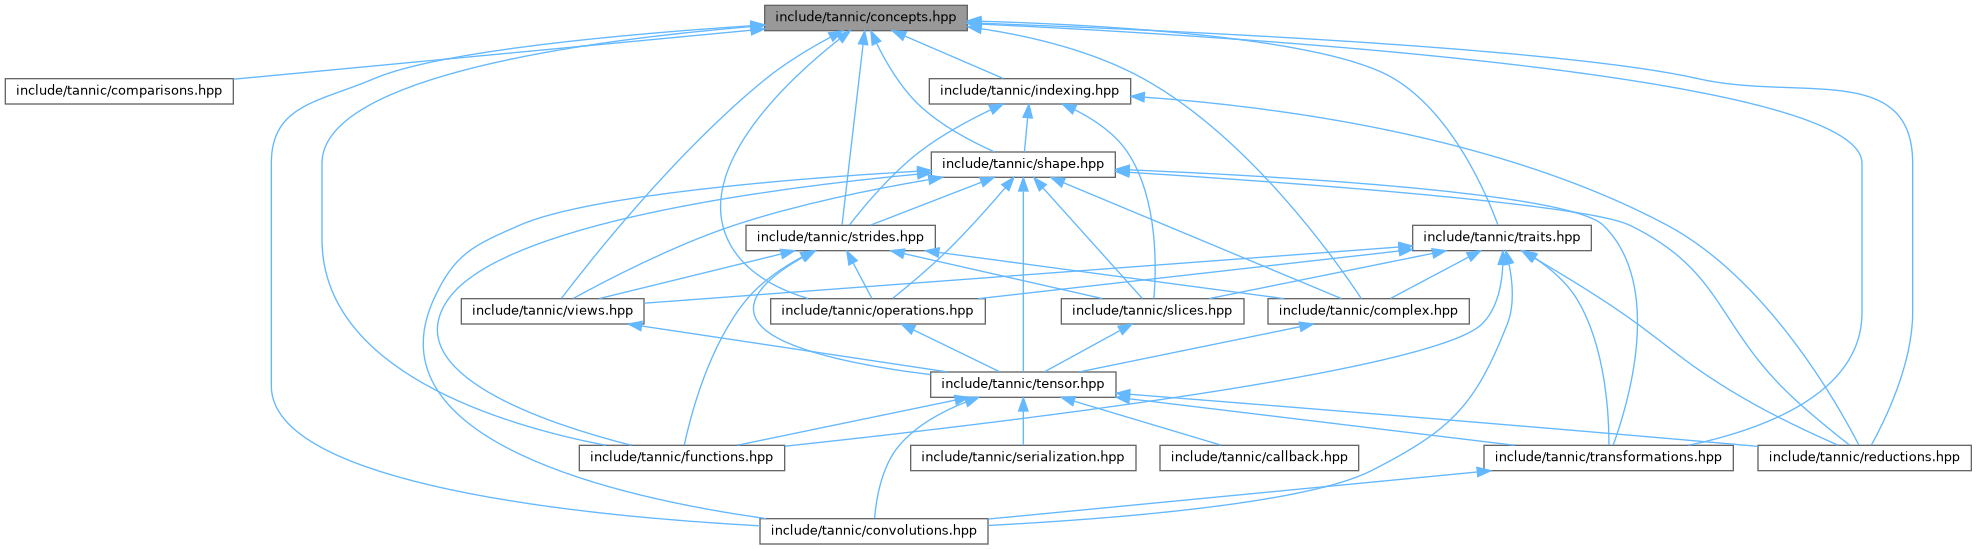 include/tannic/concepts.hpp
include/tannic/comparisons.hpp
include/tannic/indexing.hpp
include/tannic/shape.hpp
include/tannic/strides.hpp
include/tannic/traits.hpp
include/tannic/views.hpp
include/tannic/operations.hpp
include/tannic/slices.hpp
include/tannic/complex.hpp
include/tannic/tensor.hpp
include/tannic/functions.hpp
include/tannic/serialization.hpp
include/tannic/callback.hpp
include/tannic/transformations.hpp
include/tannic/reductions.hpp
include/tannic/convolutions.hpp